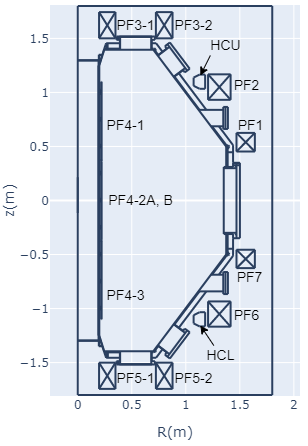 PF3-1 PF3-2
1.5
HCU
1
PF2
PF4-1
PF1
0.5
z(m)
0
PF4-2A, B
−0.5
PF7
PF4-3
−1
PF6
HCL
−1.5
PF5-1 PF5-2
0 0.5 1 1.5 2
R(m)